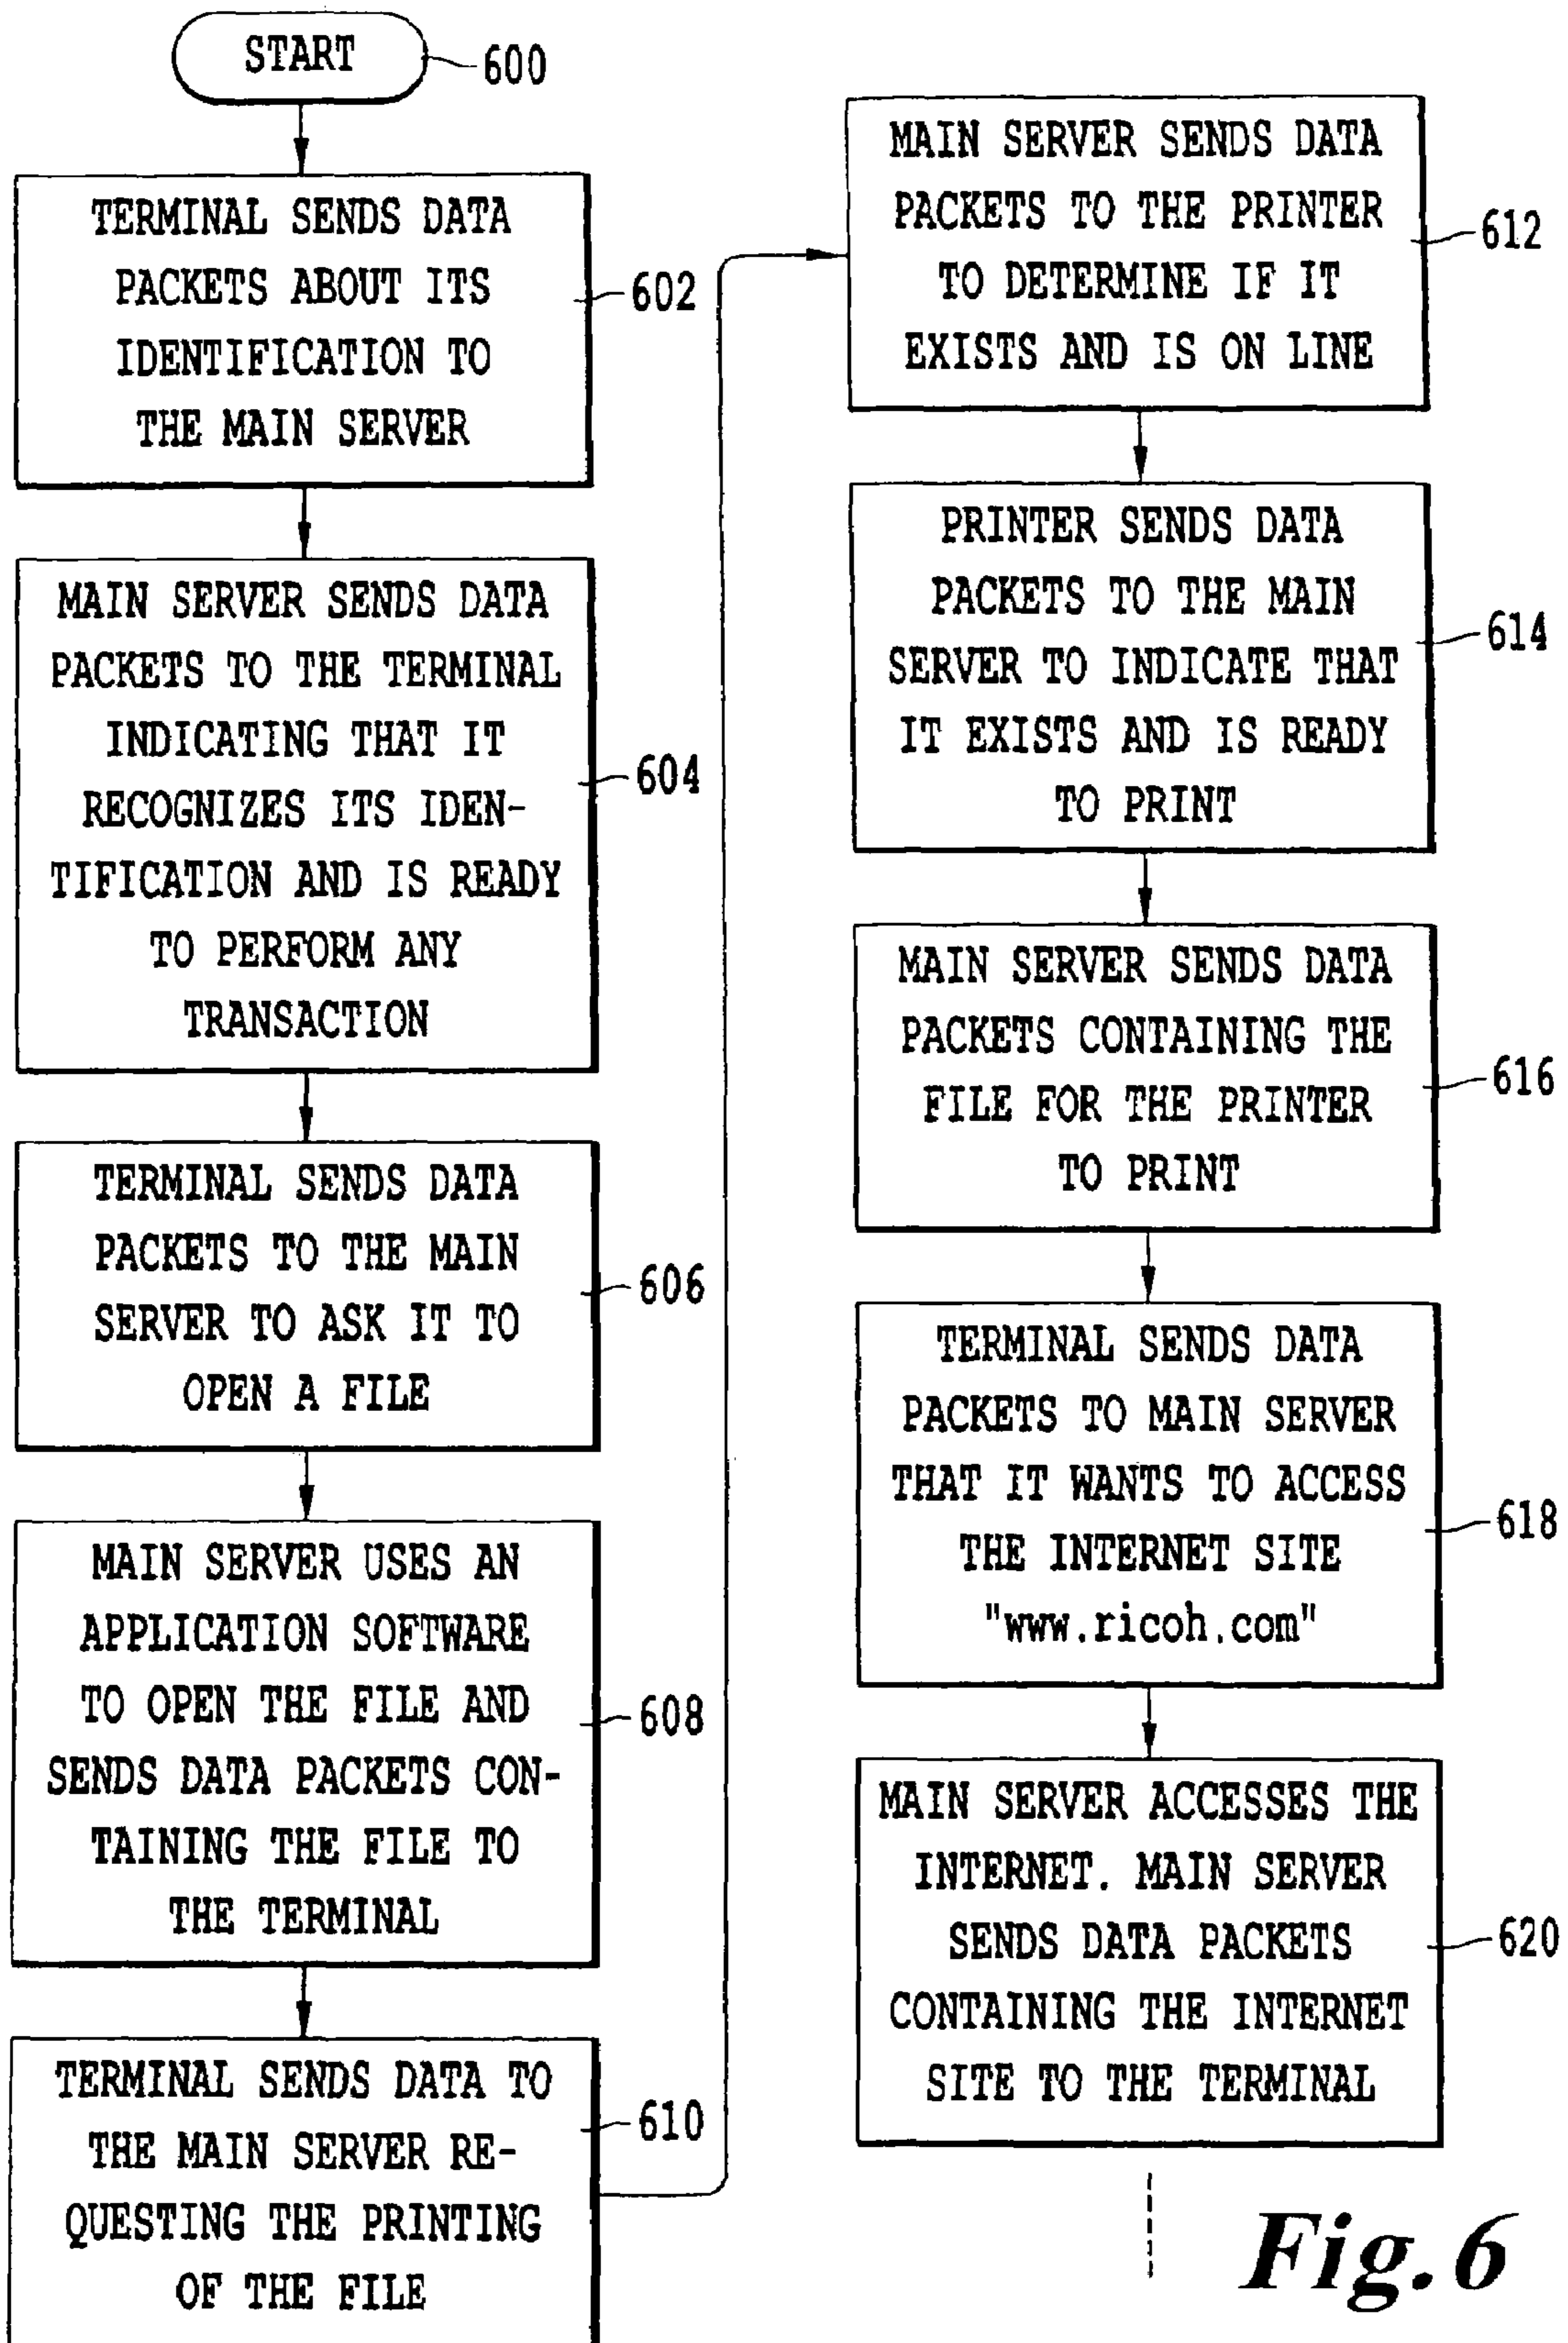 START
600
TERMINAL SENDS DATA
PACKETS ABOUT ITS
IDENTIFICATION TO
THE MAIN SERVER
602
MAIN SERVER SENDS DATA
PACKETS TO THE TERMINAL
INDICATING THAT IT
RECOGNIZES ITS IDEN-
TIFICATION AND IS READY
TO PERFORM ANY
TRANSACTION
604
TERMINAL SENDS DATA
PACKETS TO THE MAIN
SERVER TO ASK IT TO
OPEN A FILE
606
MAIN SERVER USES AN
APPLICATION SOFTWARE
TO OPEN THE FILE AND
SENDS DATA PACKETS CON-
TAINING THE FILE TO
THE TERMINAL
608
TERMINAL SENDS DATA TO
THE MAIN SERVER RE-
QUESTING THE PRINTING
OF THE FILE
610
MAIN SERVER SENDS DATA
PACKETS TO THE PRINTER
TO DETERMINE IF IT
EXISTS AND IS ON LINE
612
PRINTER SENDS DATA
PACKETS TO THE MAIN
SERVER TO INDICATE THAT
IT EXISTS AND IS READY
TO PRINT
614
MAIN SERVER SENDS DATA
PACKETS CONTAINING THE
FILE FOR THE PRINTER
TO PRINT
616
TERMINAL SENDS DATA
PACKETS TO MAIN SERVER
THAT IT WANTS TO ACCESS
THE INTERNET SITE
"www.ricoh.com"
618
MAIN SERVER ACCESSES THE
INTERNET. MAIN SERVER
SENDS DATA PACKETS
CONTAINING THE INTERNET
SITE TO THE TERMINAL
620
Fig. 6